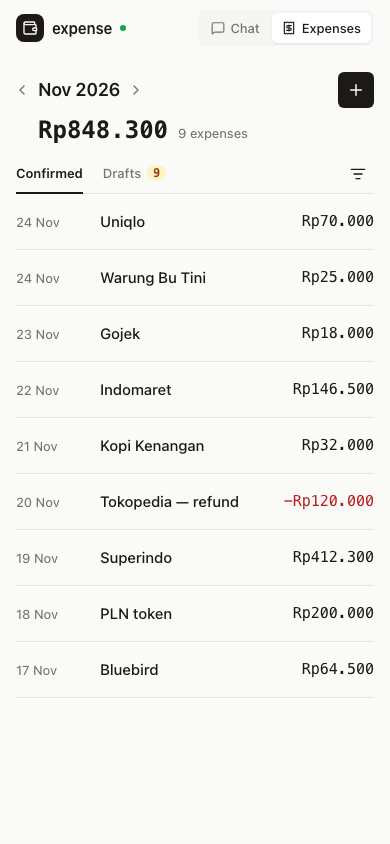 expense
Chat
Expenses
Nov 2026
Rp848.300 9 expenses
Confirmed Drafts 9
24 Nov Uniqlo Rp70.000
24 Nov Warung Bu Tini Rp25.000
23 Nov Gojek Rp18.000
22 Nov Indomaret Rp146.500
21 Nov Kopi Kenangan Rp32.000
20 Nov Tokopedia — refund −Rp120.000
19 Nov Superindo Rp412.300
18 Nov PLN token Rp200.000
17 Nov Bluebird Rp64.500